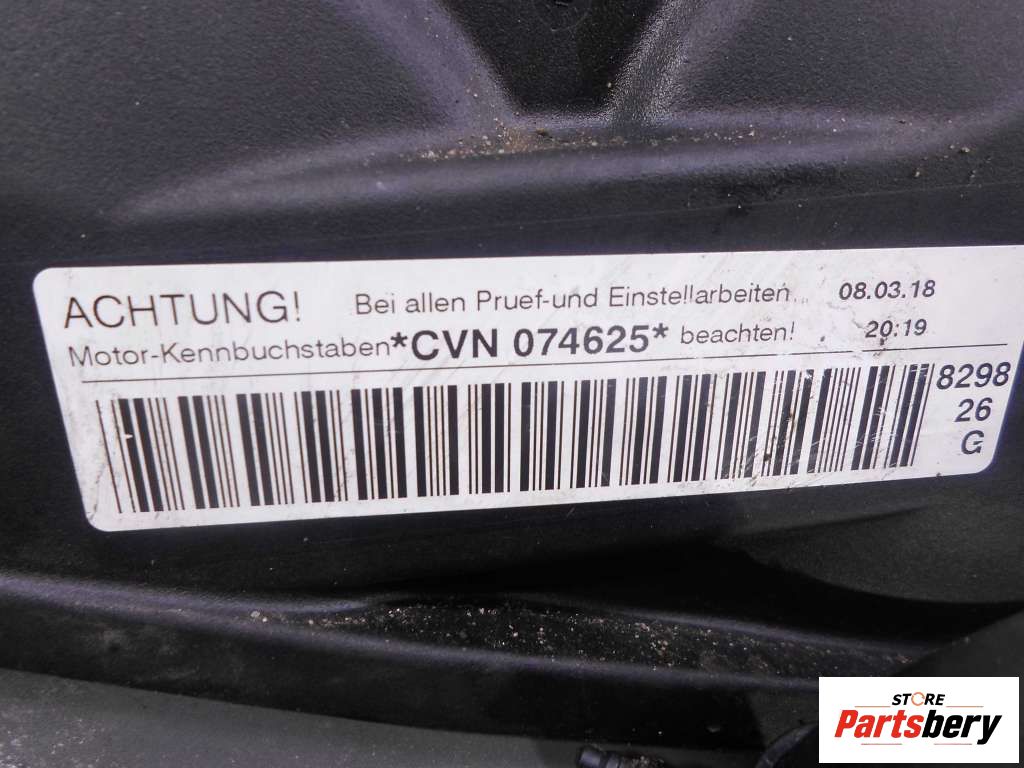 ACHTUNG! Bei allen Pruef-und Einstellarbeiten 08.03.18
Motor-Kennbuchstaben*CVN 074625* beachten! 20:19
8298
26
G
STORE
Partsbery